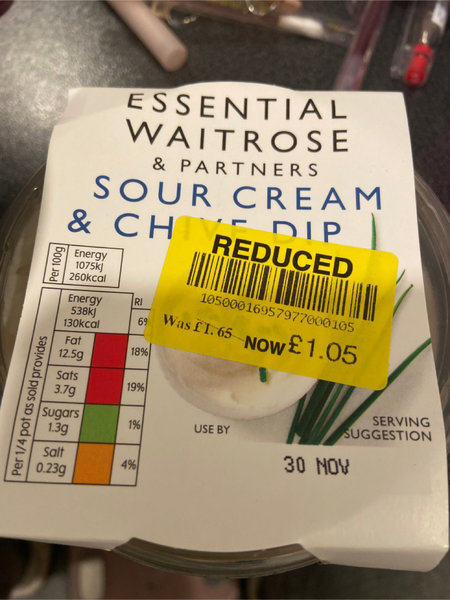 ESSENTIAL
WAITROSE
& PARTNERS
SOUR CREAM
& CHIVE DIP
REDUCED
10500016957977000105
Was £1.65 NOW £1.05
Per 100g
Energy
1075kJ
260kcal
Per 1/4 pot as sold provides
Energy
538kJ
130kcal
RI
6%
Fat
12.5g
18%
Sats
3.7g
19%
Sugars
1.3g
1%
Salt
0.23g
4%
USE BY
30 NOV
SERVING
SUGGESTION